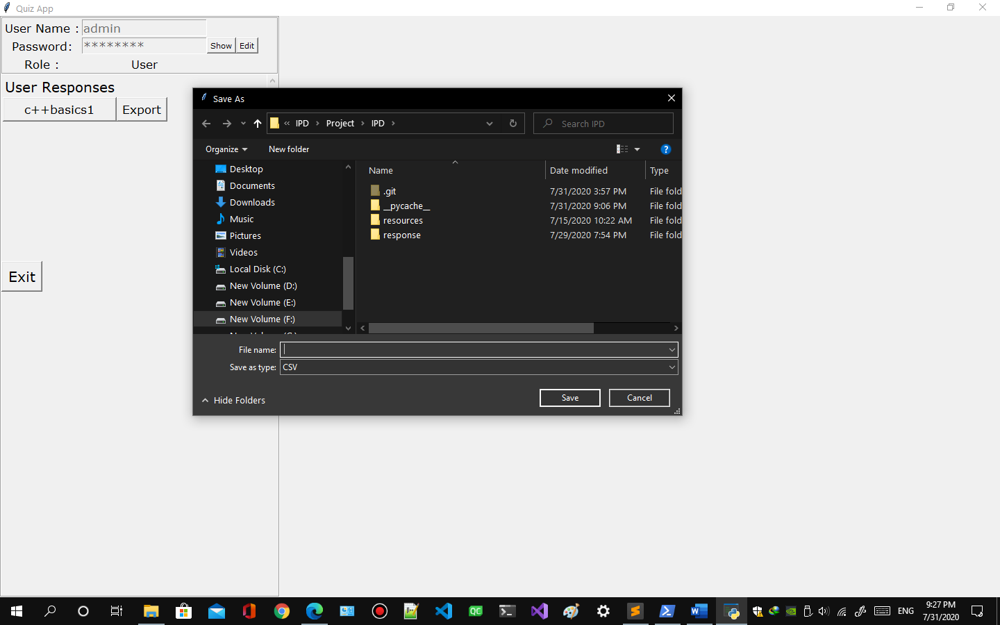 Quiz App
User Name : admin
Password: ******** Show Edit
Role : User
User Responses
c++basics1 Export
Exit
Save As
« IPD › Project › IPD ›
Search IPD
Organize New folder
?
Desktop
Documents
Downloads
Music
Pictures
Videos
Local Disk (C:)
New Volume (D:)
New Volume (E:)
New Volume (F:)
Name Date modified Type
.git 7/31/2020 3:57 PM File fold
__pycache__ 7/31/2020 9:06 PM File fold
resources 7/15/2020 10:22 AM File fold
response 7/29/2020 7:54 PM File fold
File name:
Save as type: CSV
Hide Folders
Save Cancel
QC
ENG
9:27 PM
7/31/2020